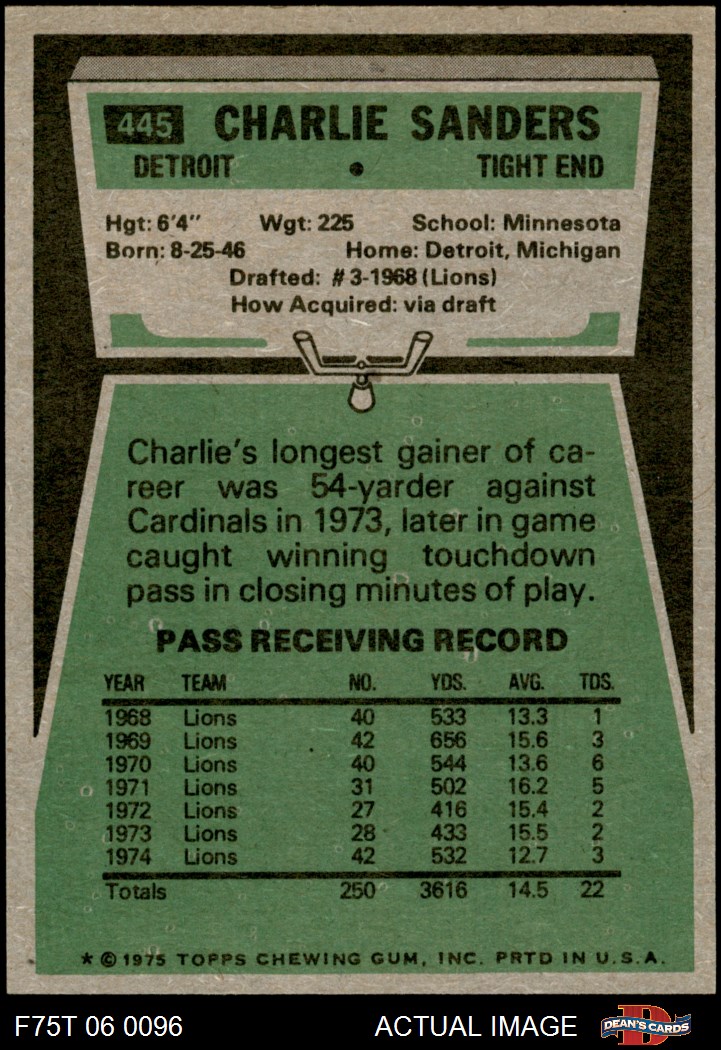 445 CHARLIE SANDERS
DETROIT • TIGHT END
Hgt: 6'4" Wgt: 225 School: Minnesota
Born: 8-25-46 Home: Detroit, Michigan
Drafted: #3-1968 (Lions)
How Acquired: via draft
Charlie's longest gainer of ca-
reer was 54-yarder against
Cardinals in 1973, later in game
caught winning touchdown
pass in closing minutes of play.
PASS RECEIVING RECORD
YEAR TEAM NO. YDS. AVG. TDS.
1968 Lions 40 533 13.3 1
1969 Lions 42 656 15.6 3
1970 Lions 40 544 13.6 6
1971 Lions 31 502 16.2 5
1972 Lions 27 416 15.4 2
1973 Lions 28 433 15.5 2
1974 Lions 42 532 12.7 3
Totals 250 3616 14.5 22
* © 1975 TOPPS CHEWING GUM, INC. PRTD IN U.S.A.
F75T 06 0096 ACTUAL IMAGE D DEAN'S CARDS